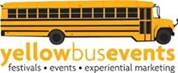 yellowbusevents
festivals • events • experiential marketing